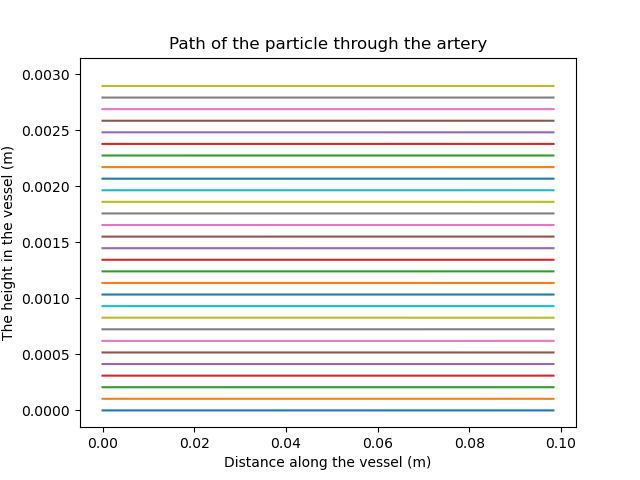 Path of the particle through the artery
The height in the vessel (m)
0.0030
0.0025
0.0020
0.0015
0.0010
0.0005
0.0000
0.00 0.02 0.04 0.06 0.08 0.10
Distance along the vessel (m)